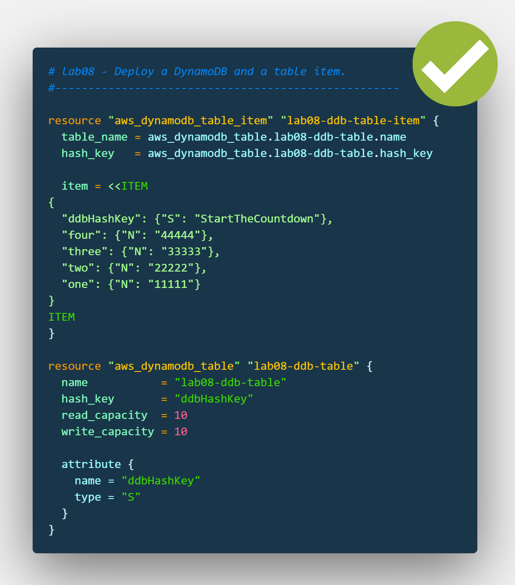 # lab08 - Deploy a DynamoDB and a table item.
#--------------------------------------------------
resource "aws_dynamodb_table_item" "lab08-ddb-table-item" {
  table_name = aws_dynamodb_table.lab08-ddb-table.name
  hash_key   = aws_dynamodb_table.lab08-ddb-table.hash_key
  item = <<ITEM
{
  "ddbHashKey": {"S": "StartTheCountdown"},
  "four": {"N": "44444"},
  "three": {"N": "33333"},
  "two": {"N": "22222"},
  "one": {"N": "11111"}
}
ITEM
}
resource "aws_dynamodb_table" "lab08-ddb-table" {
  name           = "lab08-ddb-table"
  hash_key       = "ddbHashKey"
  read_capacity  = 10
  write_capacity = 10
  attribute {
    name = "ddbHashKey"
    type = "S"
  }
}